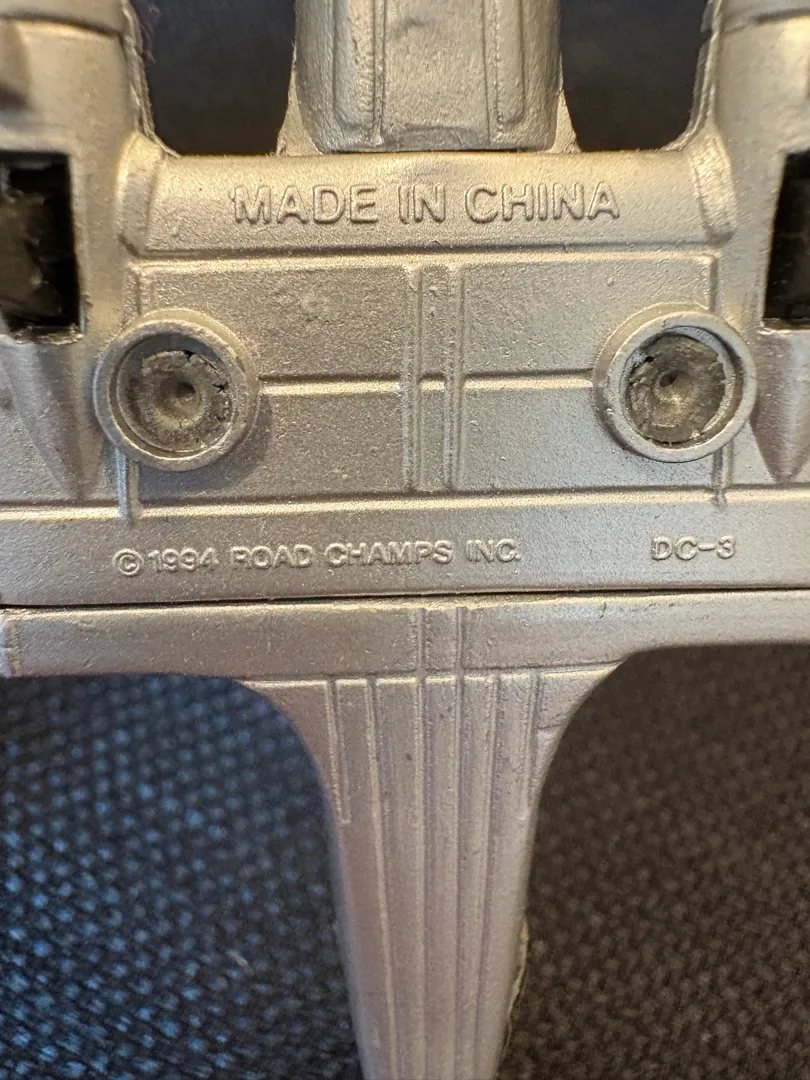 MADE IN CHINA
© 1994 ROAD CHAMPS INC. DC-3